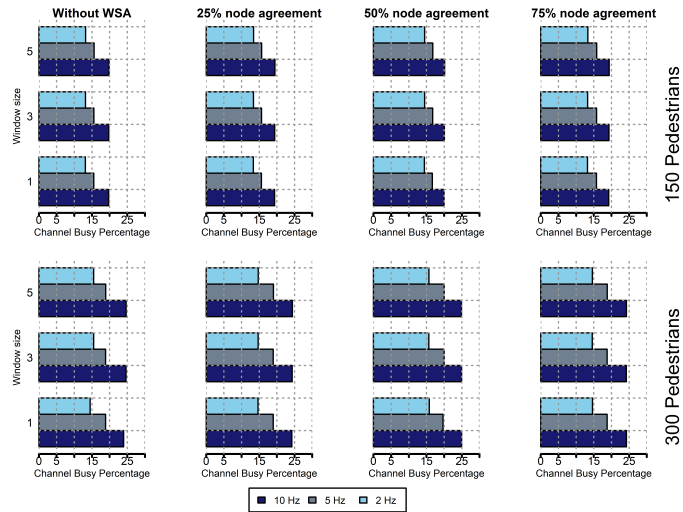 Without WSA 25% node agreement 50% node agreement 75% node agreement
Window size
5
3
1
0 5 15 25 0 5 15 25 0 5 15 25 0 5 15 25
Channel Busy Percentage Channel Busy Percentage Channel Busy Percentage Channel Busy Percentage
150 Pedestrians
Window size
5
3
1
0 5 15 25 0 5 15 25 0 5 15 25 0 5 15 25
Channel Busy Percentage Channel Busy Percentage Channel Busy Percentage Channel Busy Percentage
300 Pedestrians
10 Hz 5 Hz 2 Hz